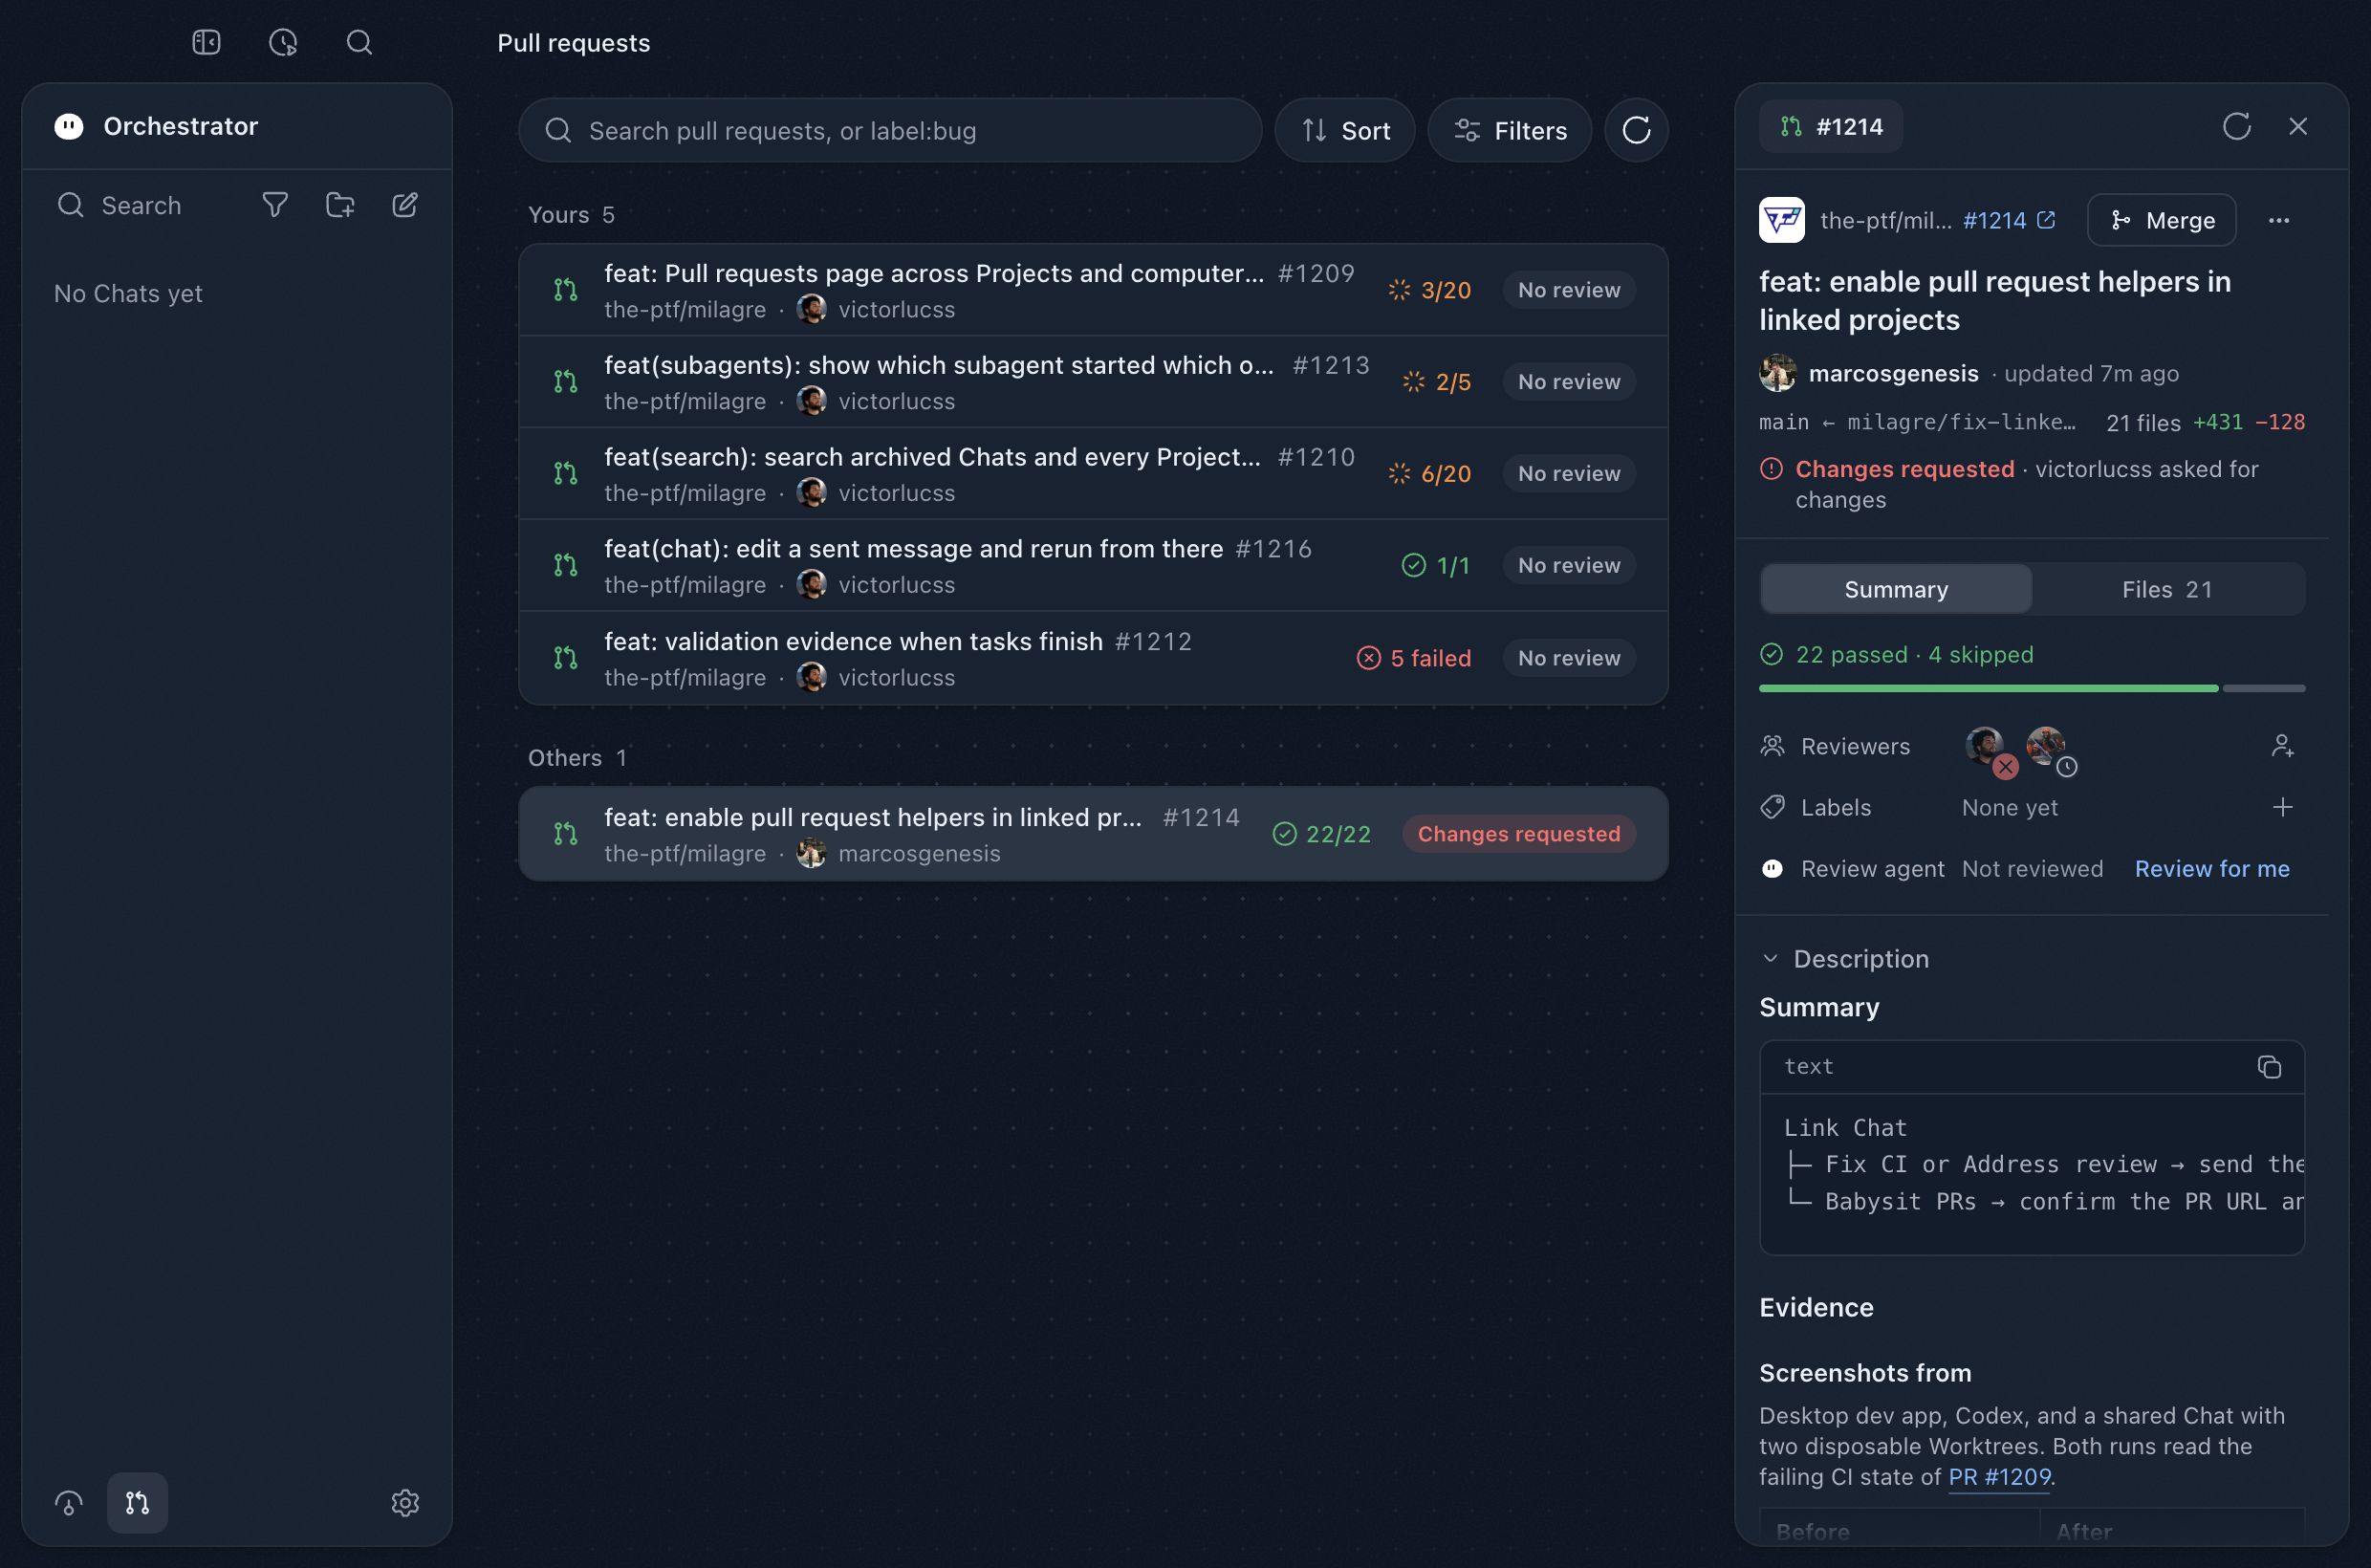 Pull requests
Orchestrator
Search
No Chats yet
Search pull requests, or label:bug
Sort
Filters
Yours 5
feat: Pull requests page across Projects and computer... #1209
the-ptf/milagre · victorlucss
3/20
No review
feat(subagents): show which subagent started which o... #1213
the-ptf/milagre · victorlucss
2/5
No review
feat(search): search archived Chats and every Project... #1210
the-ptf/milagre · victorlucss
6/20
No review
feat(chat): edit a sent message and rerun from there #1216
the-ptf/milagre · victorlucss
1/1
No review
feat: validation evidence when tasks finish #1212
the-ptf/milagre · victorlucss
5 failed
No review
Others 1
feat: enable pull request helpers in linked pr... #1214
the-ptf/milagre · marcosgenesis
22/22
Changes requested
#1214
the-ptf/mil... #1214
Merge
feat: enable pull request helpers in
linked projects
marcosgenesis · updated 7m ago
main ← milagre/fix-linke… 21 files +431 −128
Changes requested · victorlucss asked for
changes
Summary
Files 21
22 passed · 4 skipped
Reviewers
Labels None yet
Review agent Not reviewed Review for me
Description
Summary
text
Link Chat
├─ Fix CI or Address review → send the
└─ Babysit PRs → confirm the PR URL an
Evidence
Screenshots from
Desktop dev app, Codex, and a shared Chat with
two disposable Worktrees. Both runs read the
failing CI state of PR #1209.
Before After